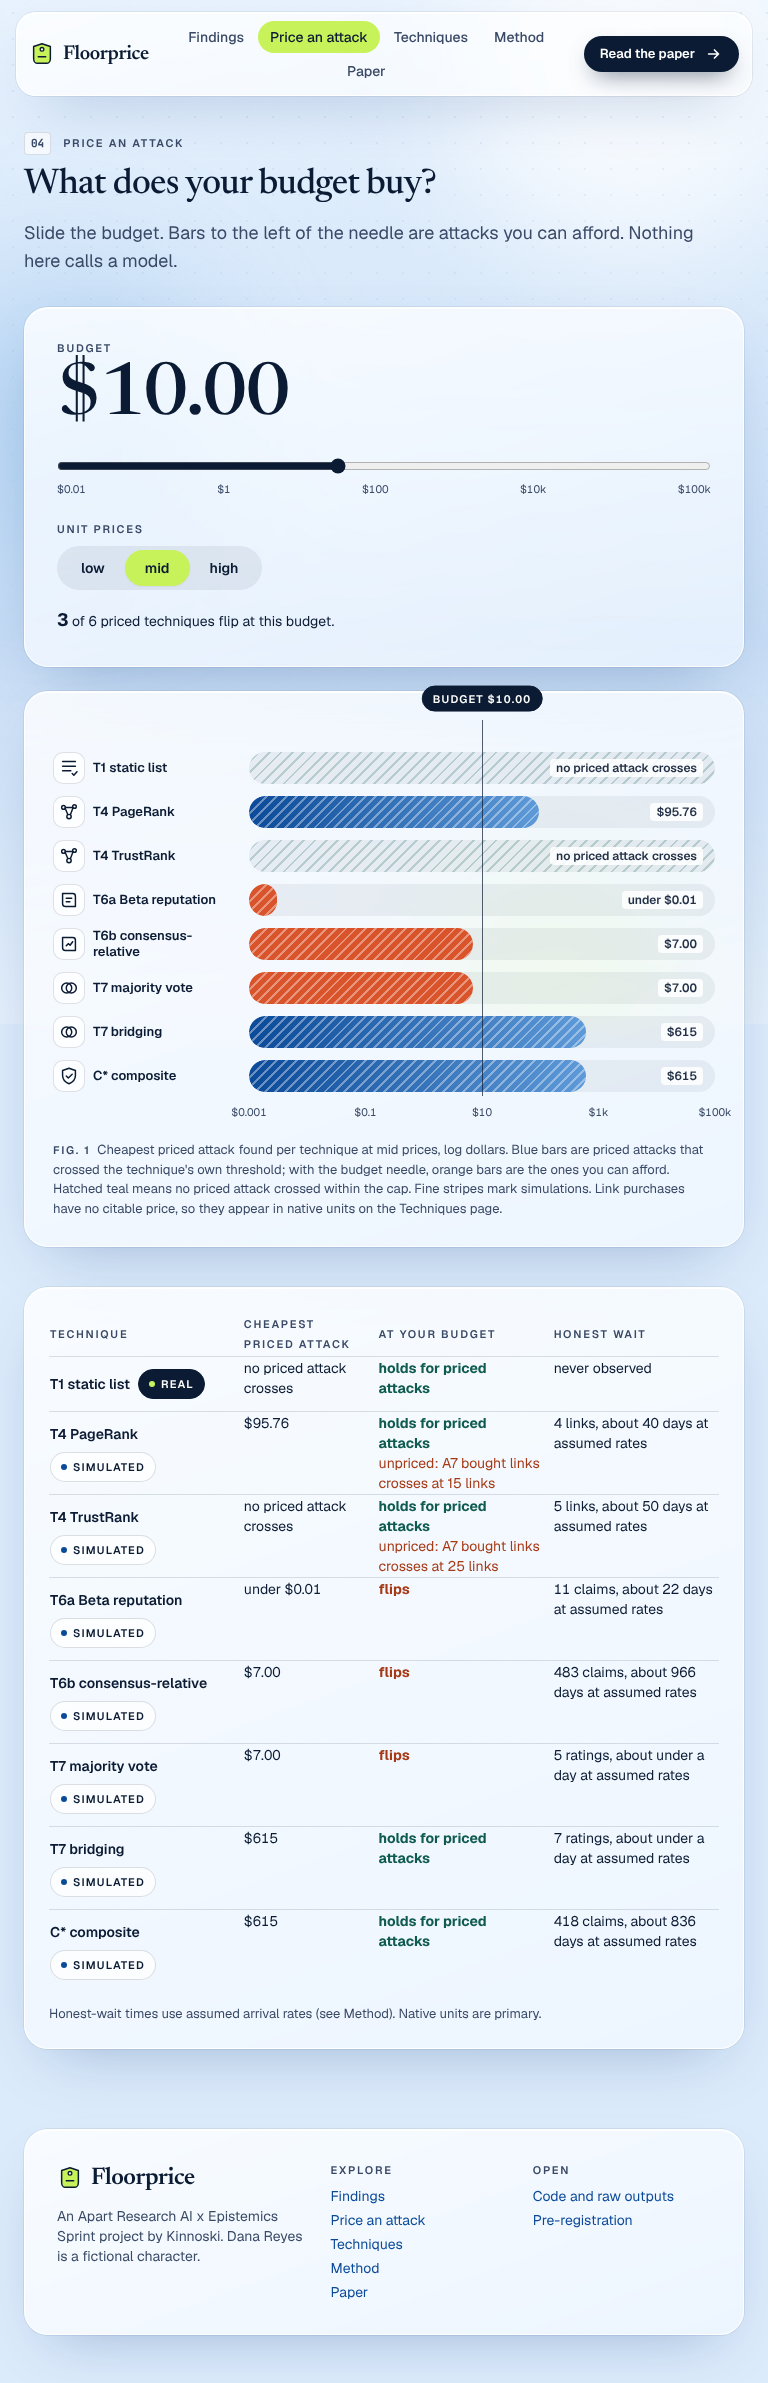 Floorprice
Findings
Price an attack
Techniques
Method
Paper
Read the paper
04 PRICE AN ATTACK
What does your budget buy?
Slide the budget. Bars to the left of the needle are attacks you can afford. Nothing
here calls a model.
BUDGET
$10.00
$0.01 $1 $100 $10k $100k
UNIT PRICES
low mid high
3 of 6 priced techniques flip at this budget.
BUDGET $10.00
T1 static list no priced attack crosses
T4 PageRank $95.76
T4 TrustRank no priced attack crosses
T6a Beta reputation under $0.01
T6b consensus-
relative $7.00
T7 majority vote $7.00
T7 bridging $615
C* composite $615
$0.001 $0.1 $10 $1k $100k
FIG. 1 Cheapest priced attack found per technique at mid prices, log dollars. Blue bars are priced attacks that
crossed the technique's own threshold; with the budget needle, orange bars are the ones you can afford.
Hatched teal means no priced attack crossed within the cap. Fine stripes mark simulations. Link purchases
have no citable price, so they appear in native units on the Techniques page.
TECHNIQUE
CHEAPEST
PRICED ATTACK
AT YOUR BUDGET
HONEST WAIT
T1 static list REAL
no priced attack
crosses
holds for priced
attacks
never observed
T4 PageRank
SIMULATED
$95.76
holds for priced
attacks
unpriced: A7 bought links
crosses at 15 links
4 links, about 40 days at
assumed rates
T4 TrustRank
SIMULATED
no priced attack
crosses
holds for priced
attacks
unpriced: A7 bought links
crosses at 25 links
5 links, about 50 days at
assumed rates
T6a Beta reputation
SIMULATED
under $0.01
flips
11 claims, about 22 days
at assumed rates
T6b consensus-relative
SIMULATED
$7.00
flips
483 claims, about 966
days at assumed rates
T7 majority vote
SIMULATED
$7.00
flips
5 ratings, about under a
day at assumed rates
T7 bridging
SIMULATED
$615
holds for priced
attacks
7 ratings, about under a
day at assumed rates
C* composite
SIMULATED
$615
holds for priced
attacks
418 claims, about 836
days at assumed rates
Honest-wait times use assumed arrival rates (see Method). Native units are primary.
Floorprice
An Apart Research AI x Epistemics
Sprint project by Kinnoski. Dana Reyes
is a fictional character.
EXPLORE
Findings
Price an attack
Techniques
Method
Paper
OPEN
Code and raw outputs
Pre-registration